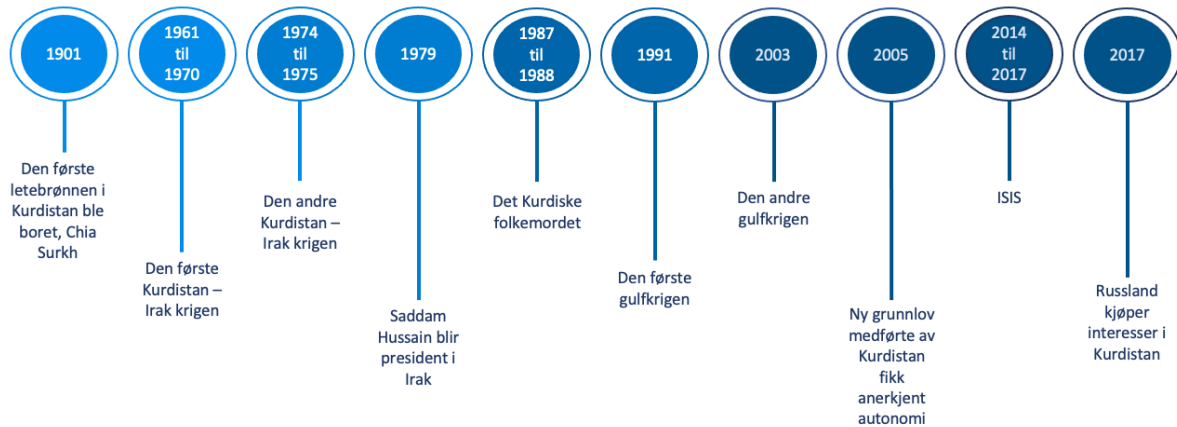 1901
Den første
letebrønnen i
Kurdistan ble
boret, Chia
Surkh
1961
til
1970
Den første
Kurdistan –
Irak krigen
1974
til
1975
Den andre
Kurdistan –
Irak krigen
1979
Saddam
Hussain blir
president i
Irak
1987
til
1988
Det Kurdiske
folkemordet
1991
Den første
gulfkrigen
2003
Den andre
gulfkrigen
2005
Ny grunnlov
medførte av
Kurdistan
fikk
anerkjent
autonomi
2014
til
2017
ISIS
2017
Russland
kjøper
interesser i
Kurdistan